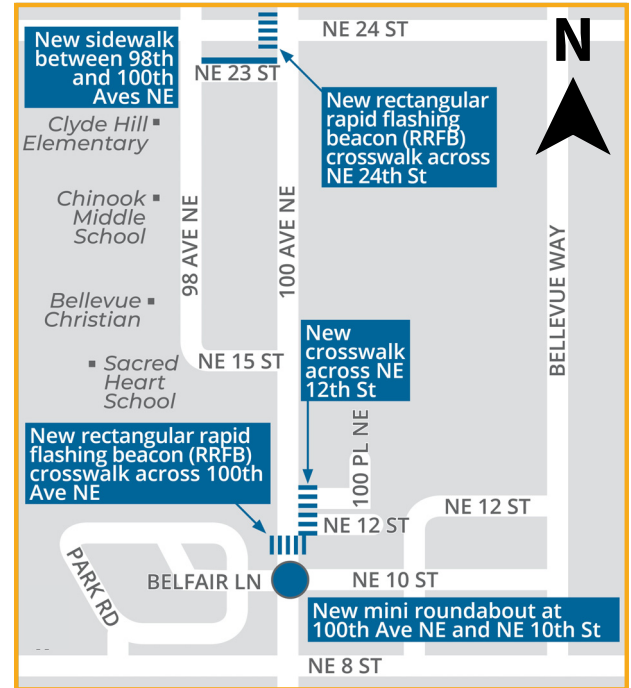 NE 24 ST
N
New sidewalk
between 98th
and 100th
Aves NE
NE 23 ST
New rectangular
rapid flashing
beacon (RRFB)
crosswalk across
NE 24th St
Clyde Hill
Elementary
Chinook
Middle
School
98 AVE NE
100 AVE NE
BELLEVUE WAY
Bellevue
Christian
New
crosswalk
across NE
12th St
NE 15 ST
Sacred
Heart
School
100 PL NE
New rectangular rapid
flashing beacon (RRFB)
crosswalk across 100th
Ave NE
NE 12 ST
NE 12 ST
PARK RD
BELFAIR LN
NE 10 ST
New mini roundabout at
100th Ave NE and NE 10th St
NE 8 ST